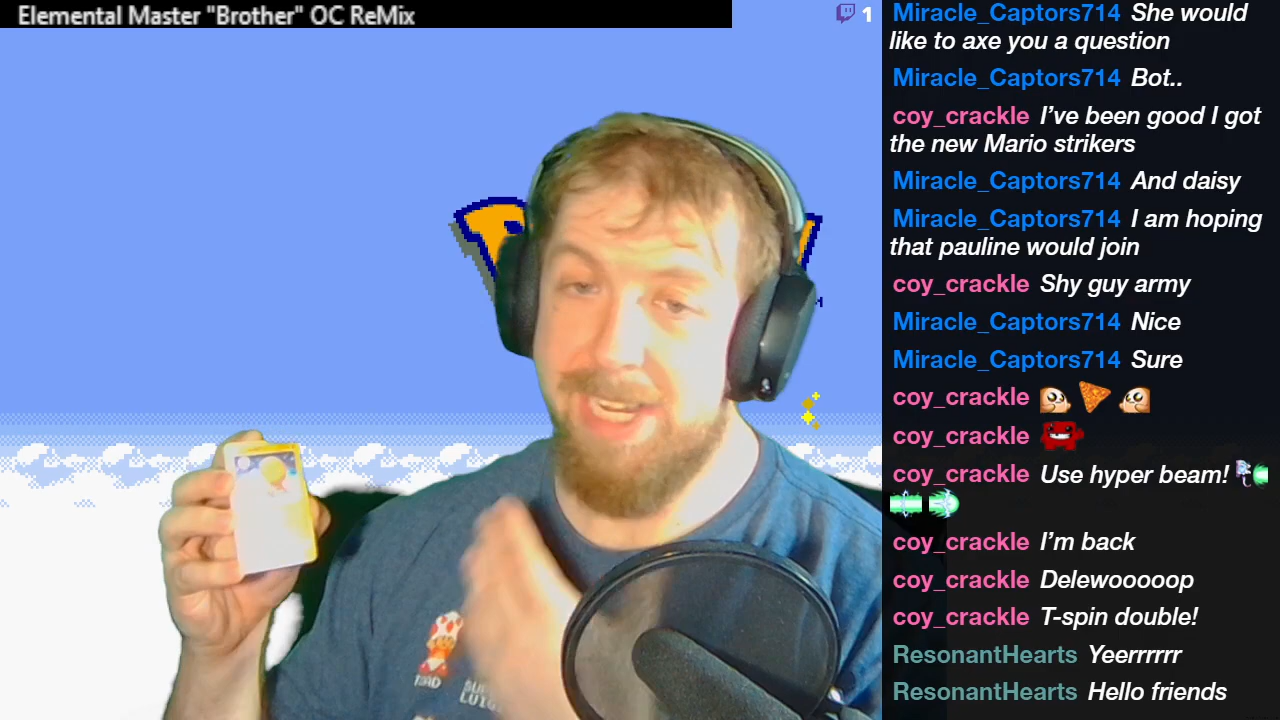 Elemental Master "Brother" OC ReMix
1
Miracle_Captors714 She would
like to axe you a question
Miracle_Captors714 Bot..
coy_crackle I've been good I got
the new Mario strikers
Miracle_Captors714 And daisy
Miracle_Captors714 I am hoping
that pauline would join
coy_crackle Shy guy army
Miracle_Captors714 Nice
Miracle_Captors714 Sure
coy_crackle
coy_crackle
coy_crackle Use hyper beam!
coy_crackle I'm back
coy_crackle Delewooooop
coy_crackle T-spin double!
ResonantHearts Yeerrrrrr
ResonantHearts Hello friends